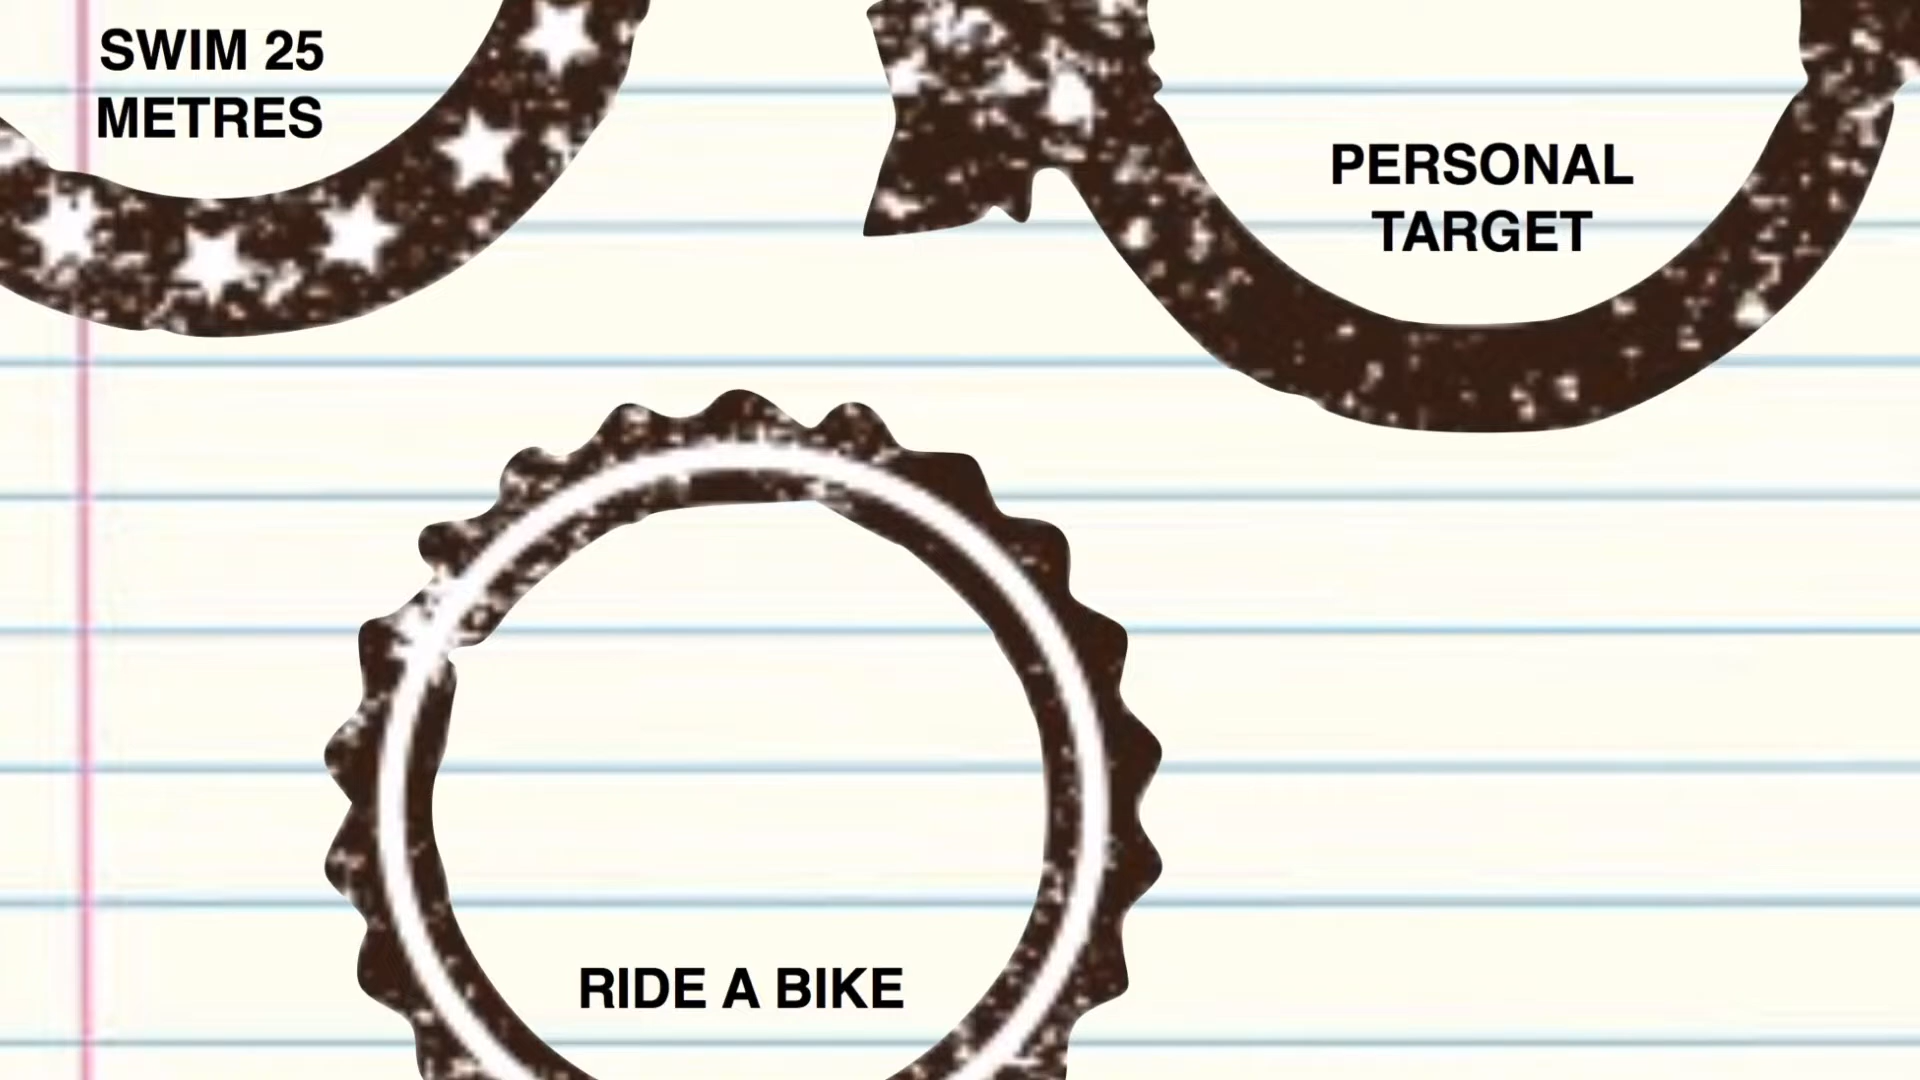 SWIM 25
METRES
PERSONAL
TARGET
RIDE A BIKE